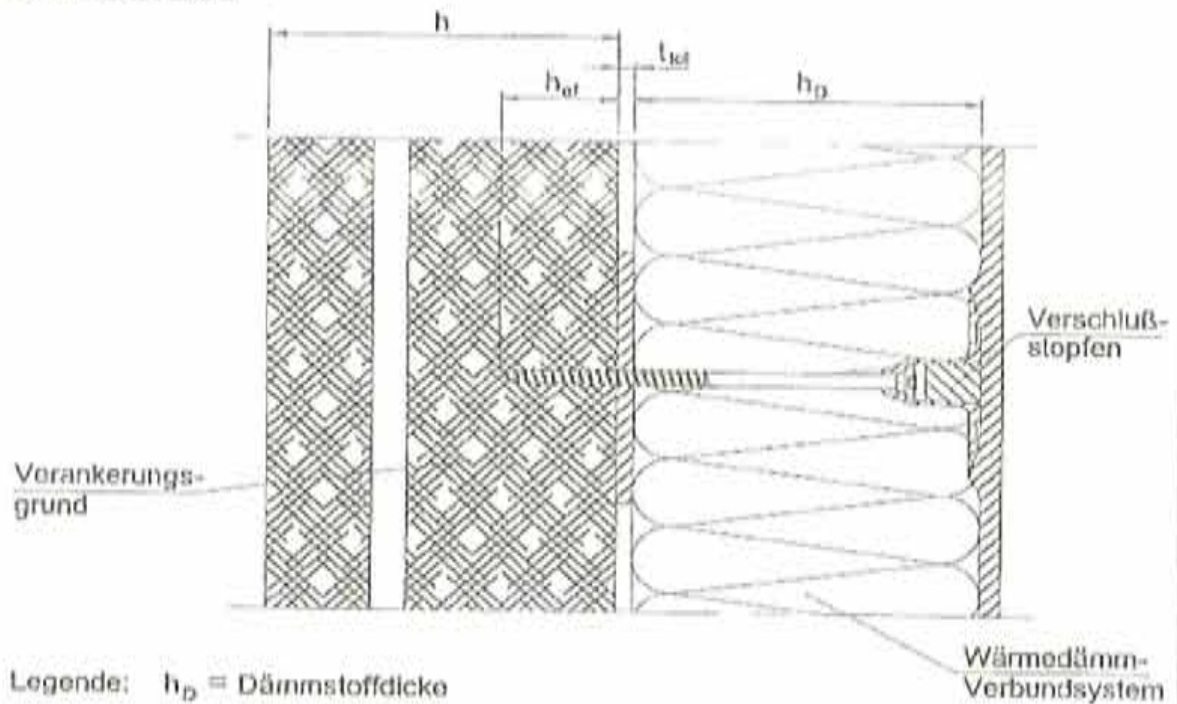 h
t_tol
h_ef
h_D
Verschluß-
stopfen
Verankerungs-
grund
Wärmedämm-
Verbundsystem
Legende: h_D = Dämmstoffdicke